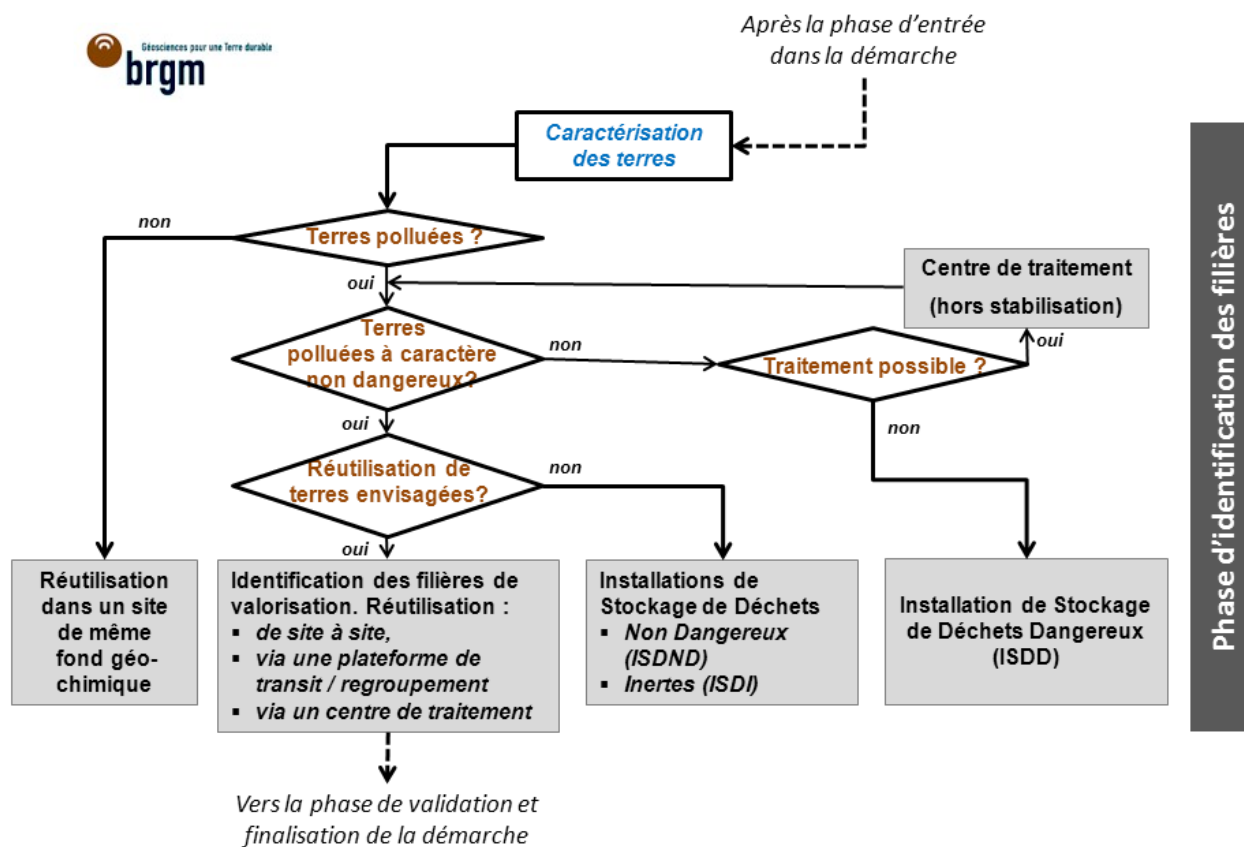 Géosciences pour une Terre durable
brgm
Après la phase d'entrée
dans la démarche
Caractérisation
des terres
non
Terres polluées ?
oui
Centre de traitement
(hors stabilisation)
Terres
polluées à caractère
non dangereux?
non
Traitement possible ?
oui
oui
non
Réutilisation de
terres envisagées?
non
oui
Réutilisation
dans un site
de même
fond géo-
chimique
Identification des filières de
valorisation. Réutilisation :
▪ de site à site,
▪ via une plateforme de
transit / regroupement
▪ via un centre de traitement
Installations de
Stockage de Déchets
▪ Non Dangereux
(ISDND)
▪ Inertes (ISDI)
Installation de Stockage
de Déchets Dangereux
(ISDD)
Vers la phase de validation et
finalisation de la démarche
Phase d'identification des filières